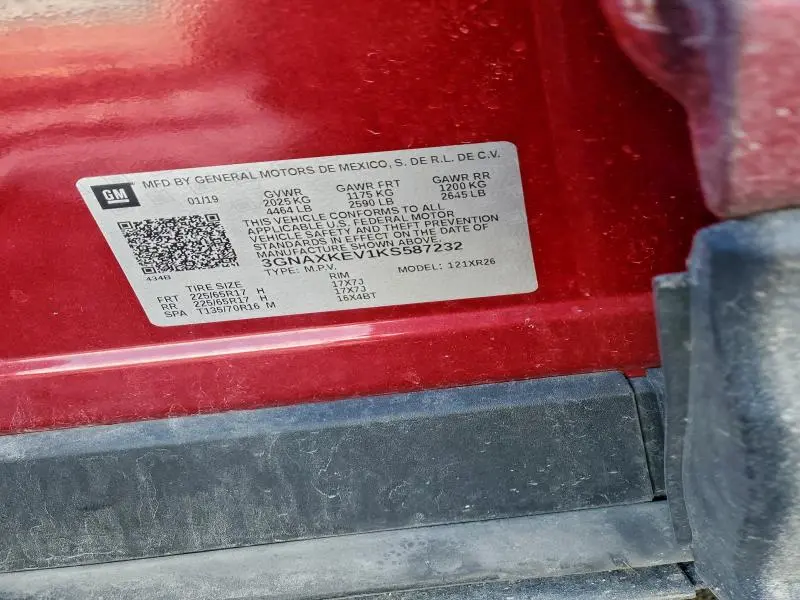 GM
MFD BY GENERAL MOTORS DE MEXICO, S. DE R.L. DE C.V.
01/19
GVWR
2025 KG
4464 LB
GAWR FRT
1175 KG
2590 LB
GAWR RR
1200 KG
2645 LB
THIS VEHICLE CONFORMS TO ALL
APPLICABLE U.S. FEDERAL MOTOR
VEHICLE SAFETY AND THEFT PREVENTION
STANDARDS IN EFFECT ON THE DATE OF
MANUFACTURE SHOWN ABOVE.
3GNAXKEV1KS587232
TYPE: M.P.V. MODEL: 121XR26
434B
TIRE SIZE RIM
FRT 225/65R17 H 17X7J
RR 225/65R17 H 17X7J
SPA T135/70R16 M 16X4BT